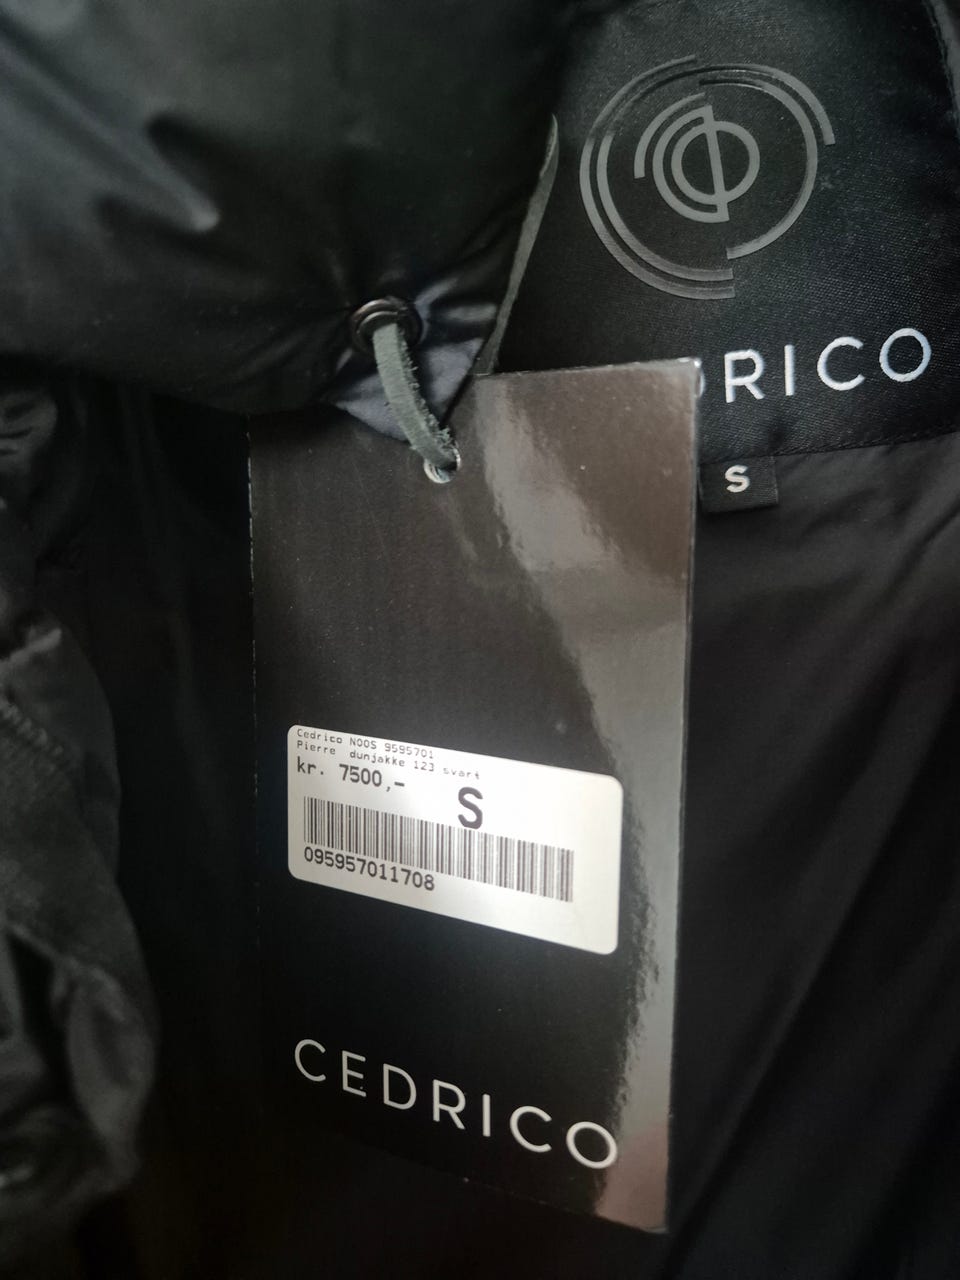 DRICO
S
Cedrico NOOS 9595701
Pierre dunjakke 123 svart
kr. 7500,-
S
095957011708
CEDRICO